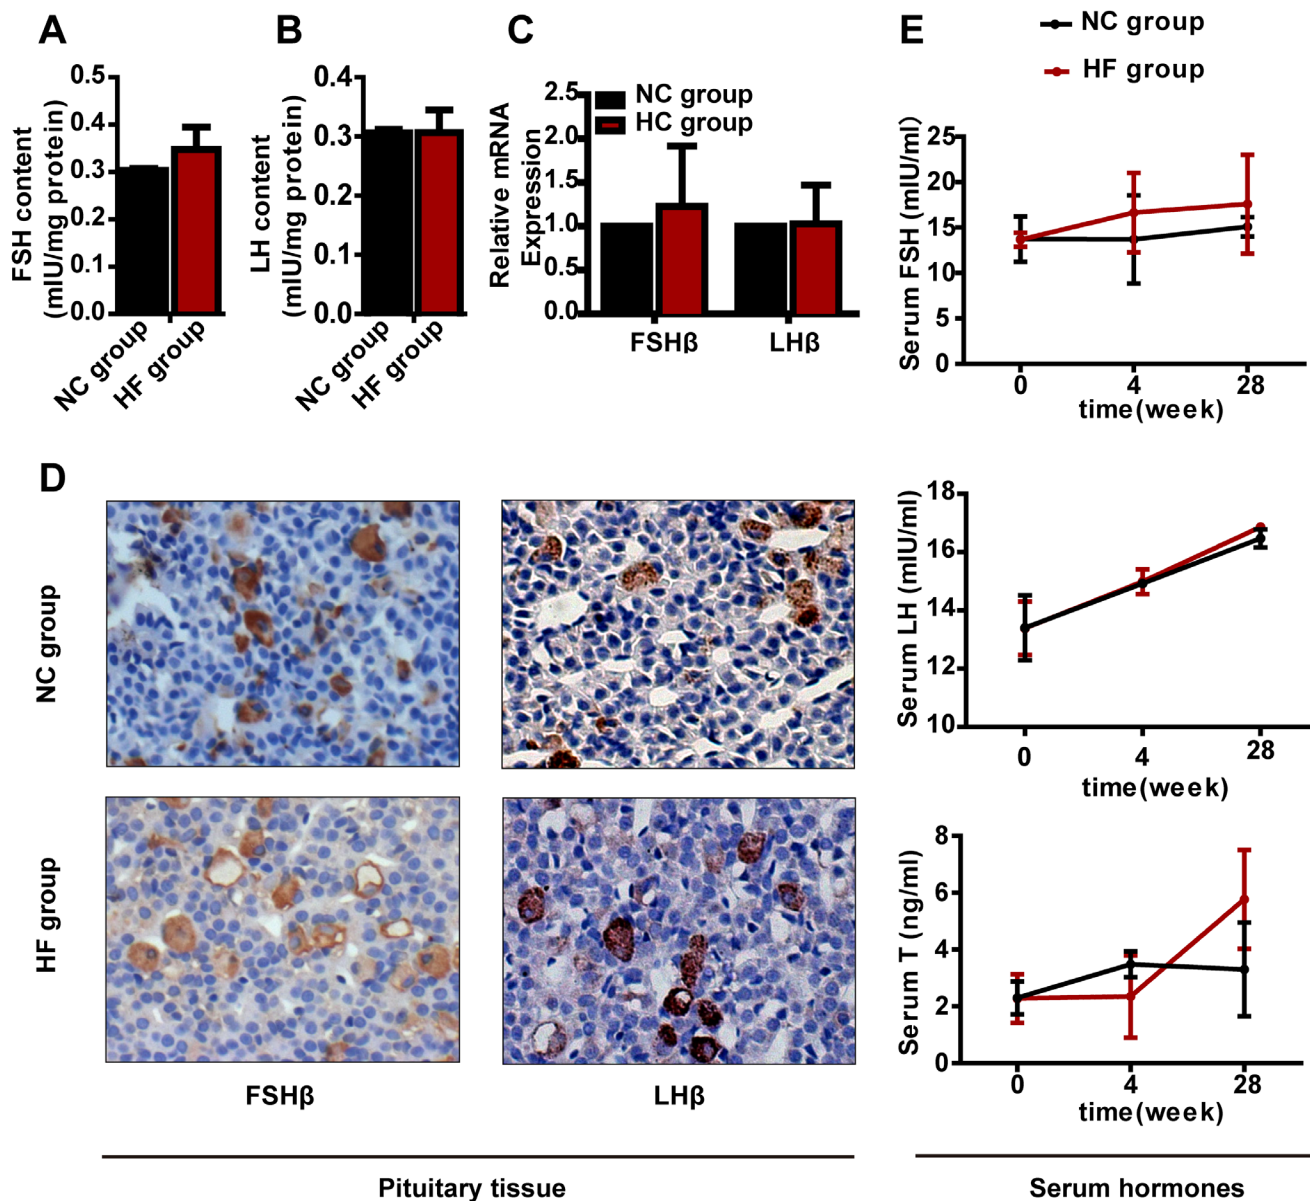 A
FSH content
(mIU/mg protein)
0.5
0.4
0.3
0.2
0.1
0.0
NC group
HF group
B
LH content
(mIU/mg protein)
0.4
0.3
0.2
0.1
0.0
NC group
HF group
C
Relative mRNA
Expression
2.5
2.0
1.5
1.0
0.5
0.0
NC group
HC group
FSHβ
LHβ
E
NC group
HF group
Serum FSH (mIU/ml)
25
20
15
10
5
0
0
4
28
time(week)
Serum LH (mIU/ml)
18
16
14
12
10
0
4
28
time(week)
Serum T (ng/ml)
8
6
4
2
0
0
4
28
time(week)
D
NC group
HF group
FSHβ
LHβ
Pituitary tissue
Serum hormones